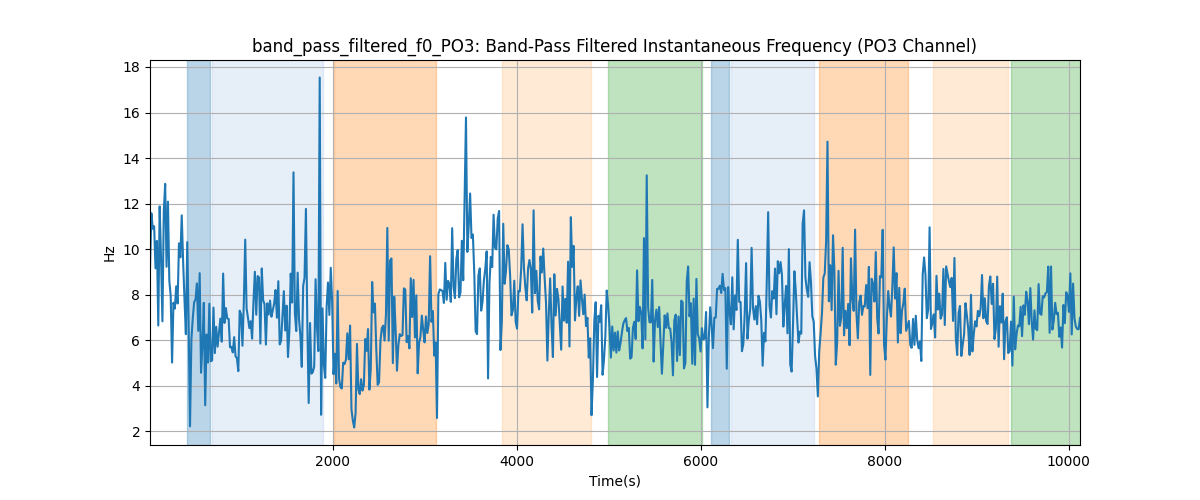 band_pass_filtered_f0_PO3: Band-Pass Filtered Instantaneous Frequency (PO3 Channel)
18
16
14
12
10
8
6
4
2
Hz
2000 4000 6000 8000 10000
Time(s)